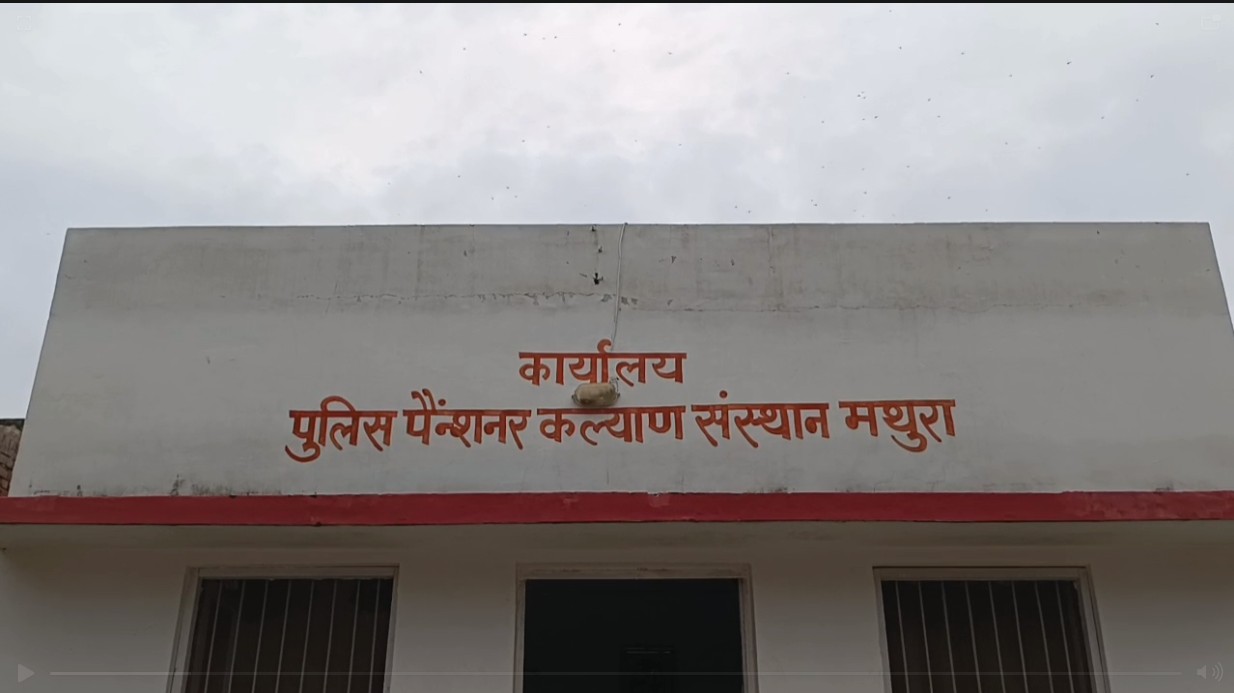 कार्यालय
पुलिस पैंन्शनर कल्याण संस्थान मथुरा